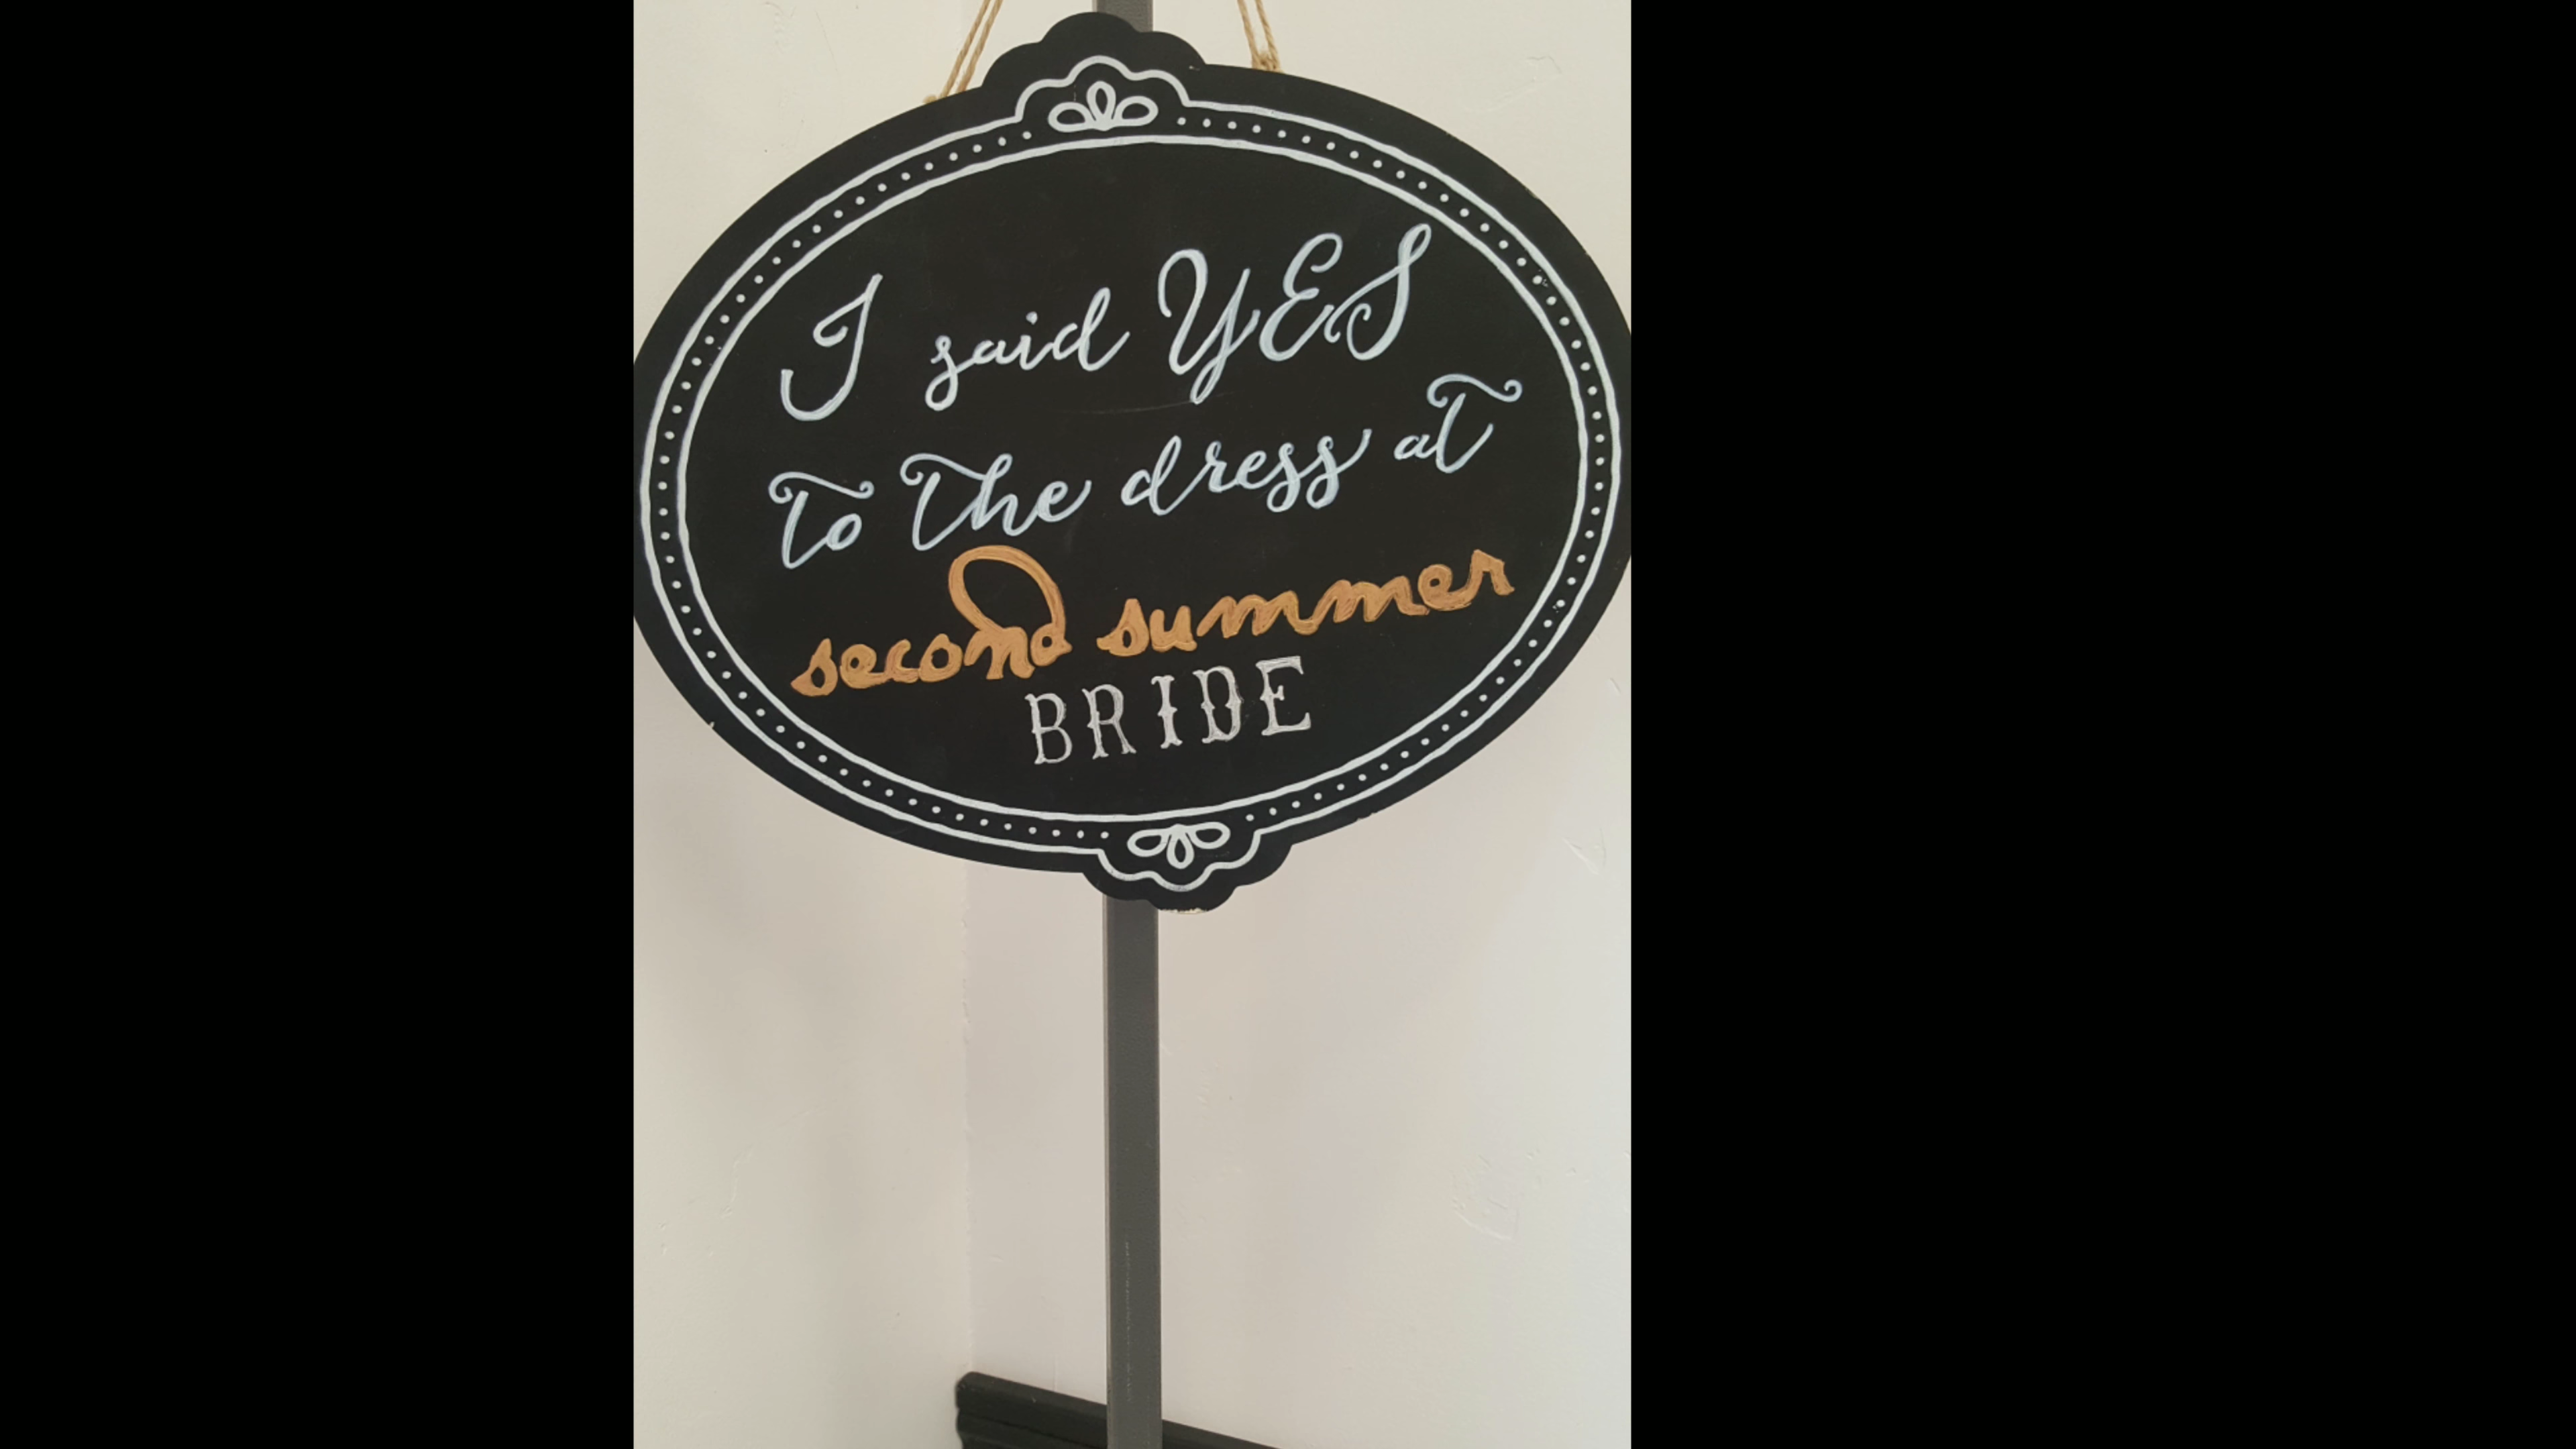 I said YES
to the dress at
second summer
BRIDE